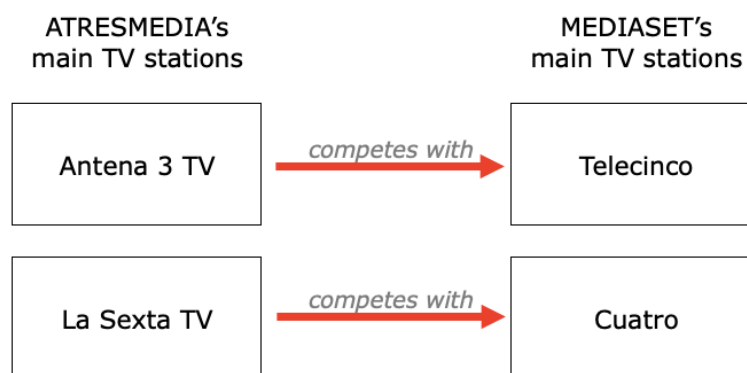 ATRESMEDIA's
main TV stations
MEDIASET's
main TV stations
Antena 3 TV
competes with
Telecinco
La Sexta TV
competes with
Cuatro